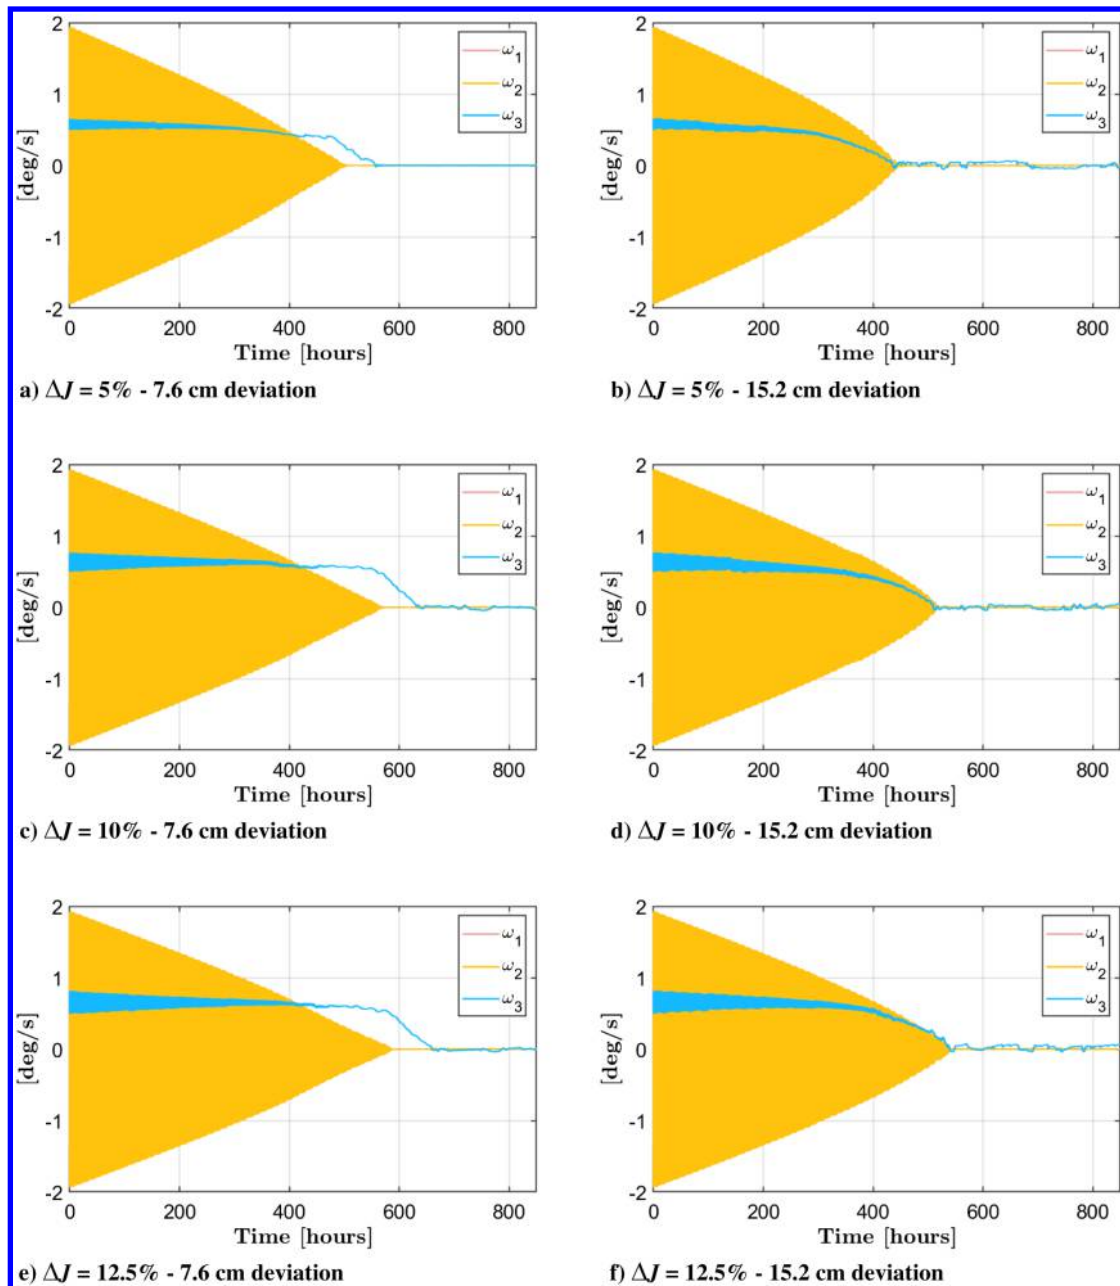 2
1
0
-1
-2
[deg/s]
ω1
ω2
ω3
0 200 400 600 800
Time [hours]
a) ΔJ = 5% - 7.6 cm deviation
2
1
0
-1
-2
[deg/s]
ω1
ω2
ω3
0 200 400 600 800
Time [hours]
b) ΔJ = 5% - 15.2 cm deviation
2
1
0
-1
-2
[deg/s]
ω1
ω2
ω3
0 200 400 600 800
Time [hours]
c) ΔJ = 10% - 7.6 cm deviation
2
1
0
-1
-2
[deg/s]
ω1
ω2
ω3
0 200 400 600 800
Time [hours]
d) ΔJ = 10% - 15.2 cm deviation
2
1
0
-1
-2
[deg/s]
ω1
ω2
ω3
0 200 400 600 800
Time [hours]
e) ΔJ = 12.5% - 7.6 cm deviation
2
1
0
-1
-2
[deg/s]
ω1
ω2
ω3
0 200 400 600 800
Time [hours]
f) ΔJ = 12.5% - 15.2 cm deviation